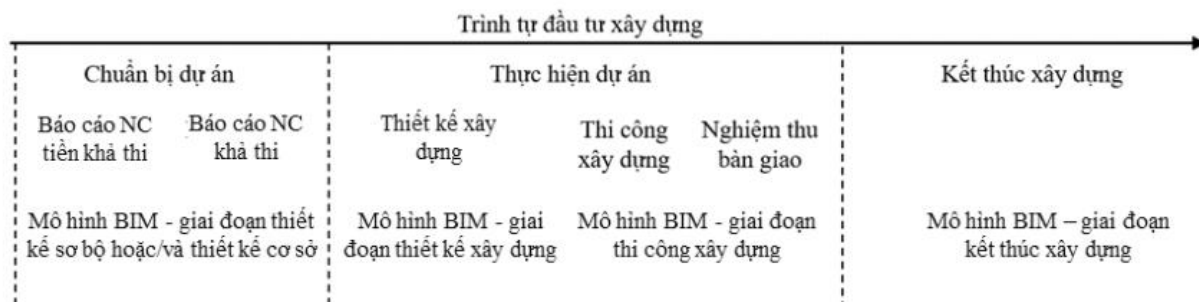 Trình tự đầu tư xây dựng
Chuẩn bị dự án
Thực hiện dự án
Kết thúc xây dựng
Báo cáo NC
tiền khả thi
Báo cáo NC
khả thi
Thiết kế xây
dựng
Thi công
xây dựng
Nghiệm thu
bàn giao
Mô hình BIM - giai đoạn thiết
kế sơ bộ hoặc/và thiết kế cơ sở
Mô hình BIM - giai
đoạn thiết kế xây dựng
Mô hình BIM - giai đoạn
thi công xây dựng
Mô hình BIM – giai đoạn
kết thúc xây dựng